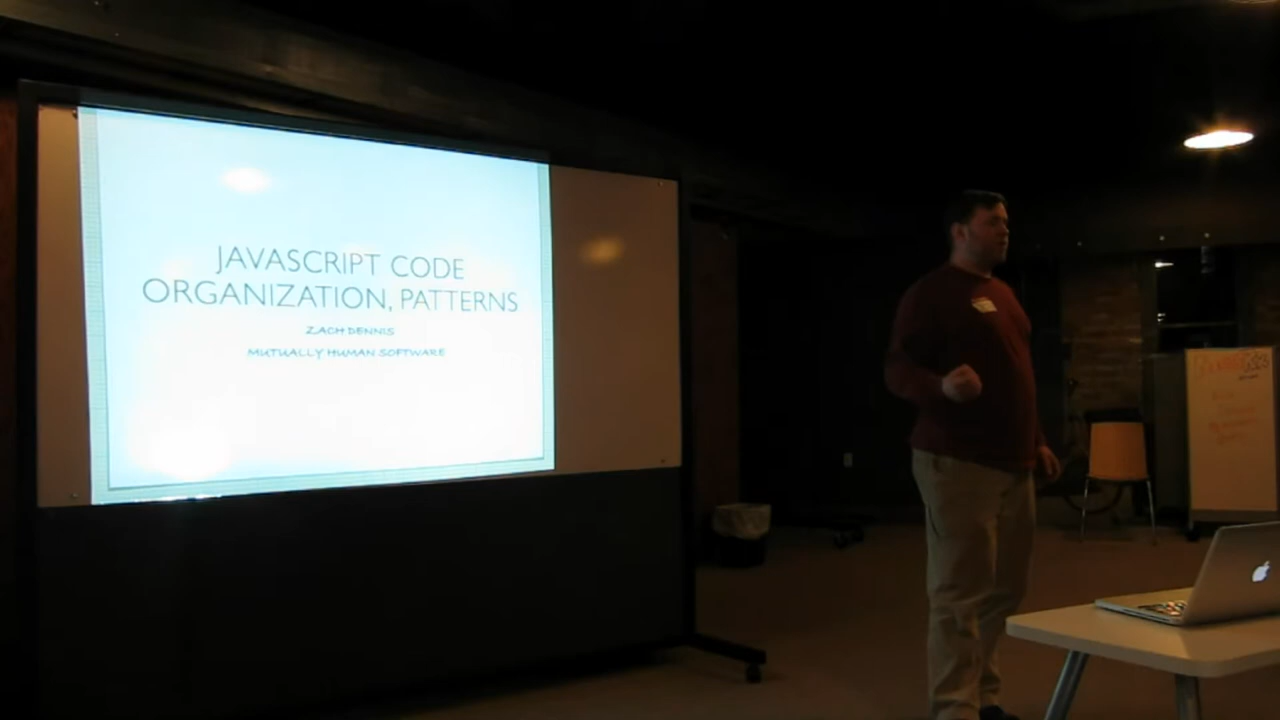 JAVASCRIPT CODE
ORGANIZATION, PATTERNS
ZACH DENNIS
MUTUALLY HUMAN SOFTWARE